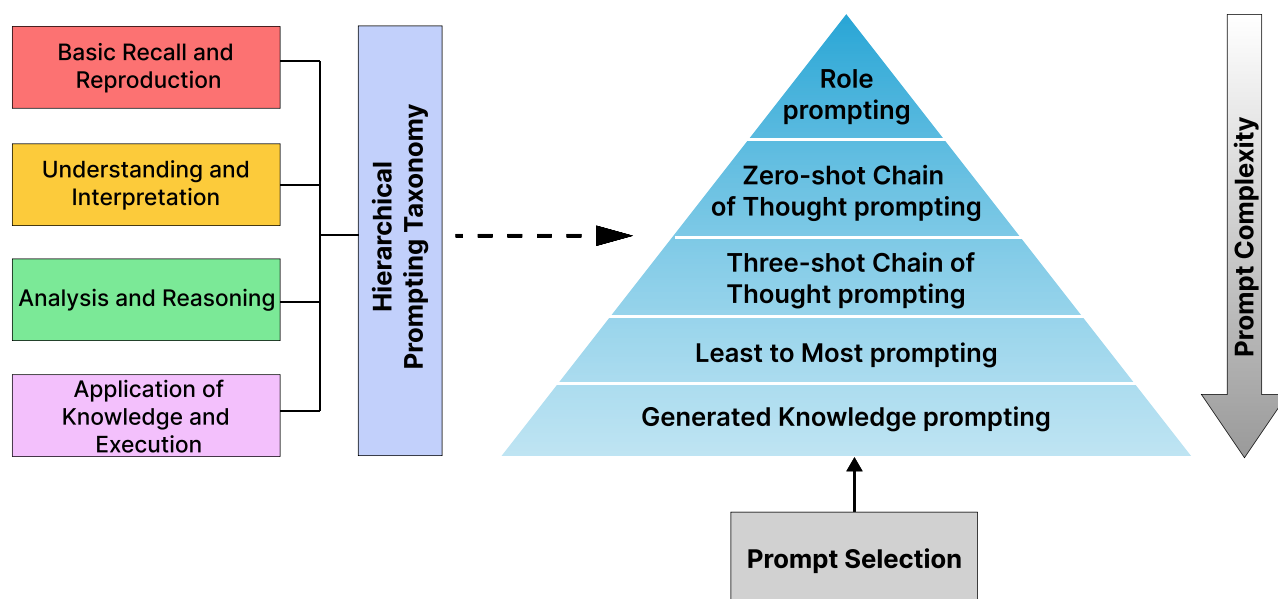 Basic Recall and
Reproduction
Understanding and
Interpretation
Analysis and Reasoning
Application of
Knowledge and
Execution
Hierarchical
Prompting Taxonomy
Role
prompting
Zero-shot Chain
of Thought prompting
Three-shot Chain of
Thought prompting
Least to Most prompting
Generated Knowledge prompting
Prompt Selection
Prompt Complexity